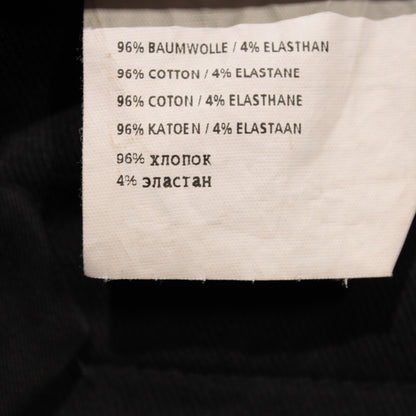 96% BAUMWOLLE / 4% ELASTHAN
96% COTTON / 4% ELASTANE
96% COTON / 4% ELASTHANE
96% KATOEN / 4% ELASTAAN
96% хлопок
4% эластан